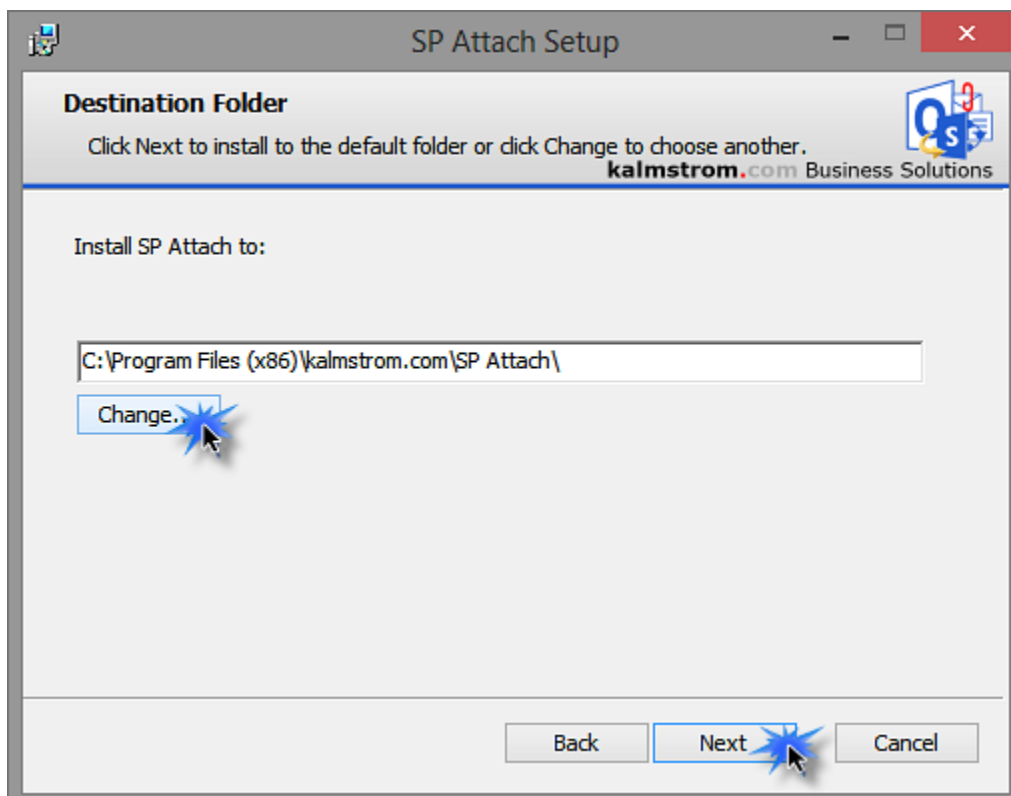 SP Attach Setup
Destination Folder
Click Next to install to the default folder or click Change to choose another.
kalmstrom.com Business Solutions
Install SP Attach to:
C:\Program Files (x86)\kalmstrom.com\SP Attach\
Change...
Back Next Cancel